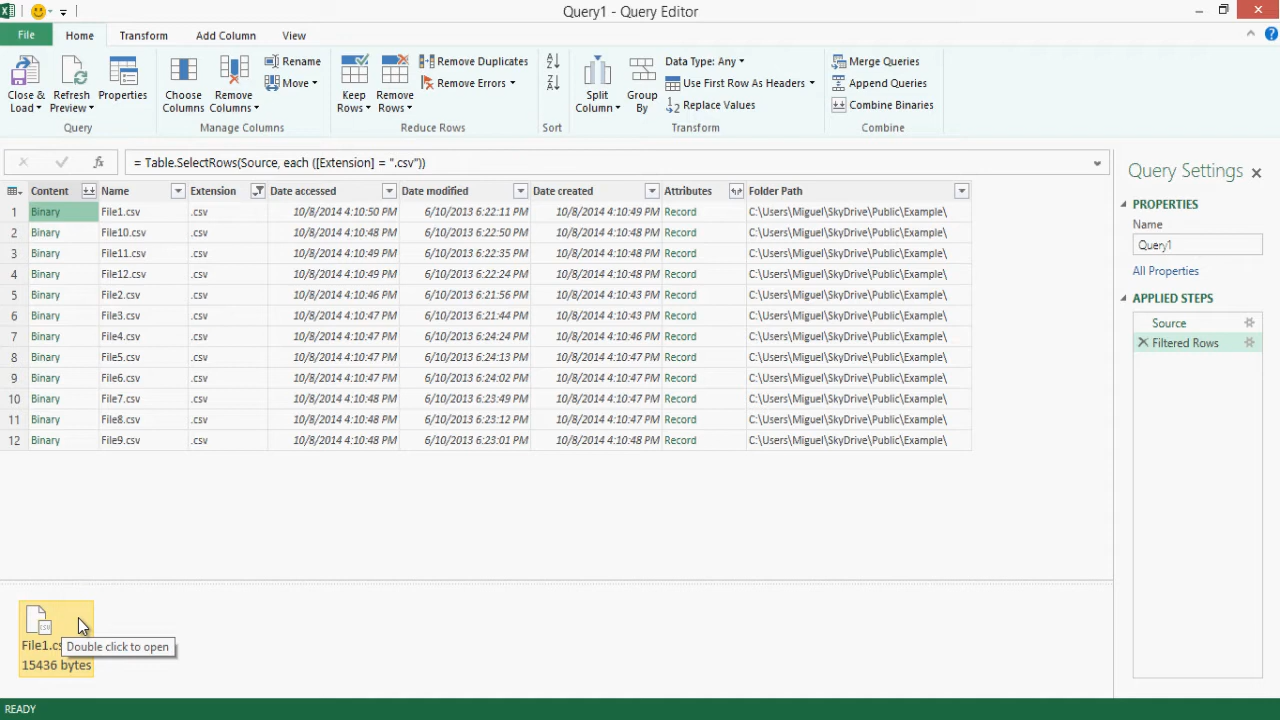 Query1 - Query Editor
File Home Transform Add Column View
Close & Load Refresh Preview Properties
Query
Choose Columns Remove Columns Rename Move
Manage Columns
Keep Rows Remove Rows Remove Duplicates Remove Errors
Reduce Rows
Sort
Split Column Group By Data Type: Any Use First Row As Headers Replace Values
Transform
Merge Queries Append Queries Combine Binaries
Combine
fx = Table.SelectRows(Source, each ([Extension] = ".csv"))
Content Name Extension Date accessed Date modified Date created Attributes Folder Path
1 Binary File1.csv .csv 10/8/2014 4:10:50 PM 6/10/2013 6:22:11 PM 10/8/2014 4:10:49 PM Record C:\Users\Miguel\SkyDrive\Public\Example\
2 Binary File10.csv .csv 10/8/2014 4:10:48 PM 6/10/2013 6:22:50 PM 10/8/2014 4:10:48 PM Record C:\Users\Miguel\SkyDrive\Public\Example\
3 Binary File11.csv .csv 10/8/2014 4:10:49 PM 6/10/2013 6:22:35 PM 10/8/2014 4:10:48 PM Record C:\Users\Miguel\SkyDrive\Public\Example\
4 Binary File12.csv .csv 10/8/2014 4:10:49 PM 6/10/2013 6:22:24 PM 10/8/2014 4:10:48 PM Record C:\Users\Miguel\SkyDrive\Public\Example\
5 Binary File2.csv .csv 10/8/2014 4:10:46 PM 6/10/2013 6:21:56 PM 10/8/2014 4:10:43 PM Record C:\Users\Miguel\SkyDrive\Public\Example\
6 Binary File3.csv .csv 10/8/2014 4:10:47 PM 6/10/2013 6:21:44 PM 10/8/2014 4:10:43 PM Record C:\Users\Miguel\SkyDrive\Public\Example\
7 Binary File4.csv .csv 10/8/2014 4:10:47 PM 6/10/2013 6:24:24 PM 10/8/2014 4:10:46 PM Record C:\Users\Miguel\SkyDrive\Public\Example\
8 Binary File5.csv .csv 10/8/2014 4:10:47 PM 6/10/2013 6:24:13 PM 10/8/2014 4:10:47 PM Record C:\Users\Miguel\SkyDrive\Public\Example\
9 Binary File6.csv .csv 10/8/2014 4:10:47 PM 6/10/2013 6:24:02 PM 10/8/2014 4:10:47 PM Record C:\Users\Miguel\SkyDrive\Public\Example\
10 Binary File7.csv .csv 10/8/2014 4:10:48 PM 6/10/2013 6:23:49 PM 10/8/2014 4:10:47 PM Record C:\Users\Miguel\SkyDrive\Public\Example\
11 Binary File8.csv .csv 10/8/2014 4:10:48 PM 6/10/2013 6:23:12 PM 10/8/2014 4:10:47 PM Record C:\Users\Miguel\SkyDrive\Public\Example\
12 Binary File9.csv .csv 10/8/2014 4:10:48 PM 6/10/2013 6:23:01 PM 10/8/2014 4:10:48 PM Record C:\Users\Miguel\SkyDrive\Public\Example\
Query Settings
PROPERTIES
Name
Query1
All Properties
APPLIED STEPS
Source
Filtered Rows
CSV
File1.cs
Double click to open
15436 bytes
READY